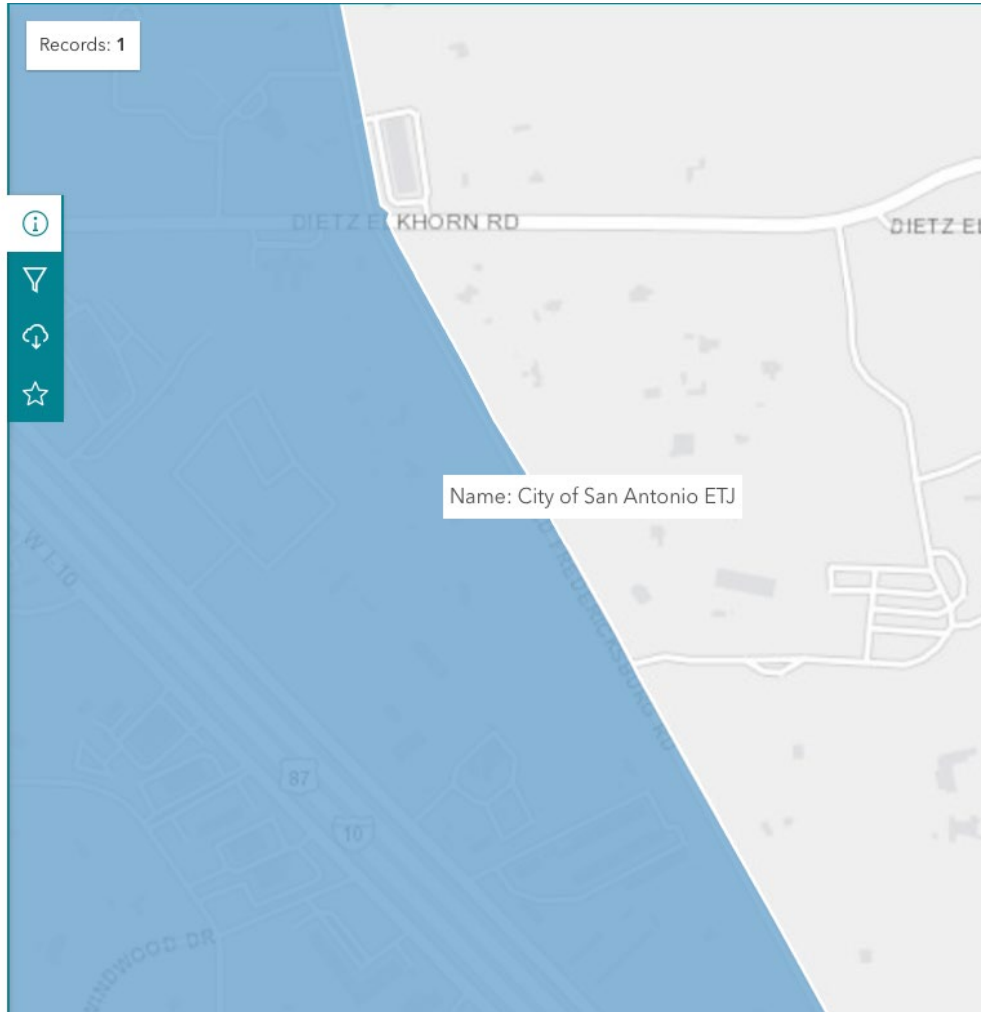 Records: 1
DIETZ ELKHORN RD
DIETZ EL
Name: City of San Antonio ETJ
FREDERICKSBURG RD
W I 10
87
10
WINDWOOD DR